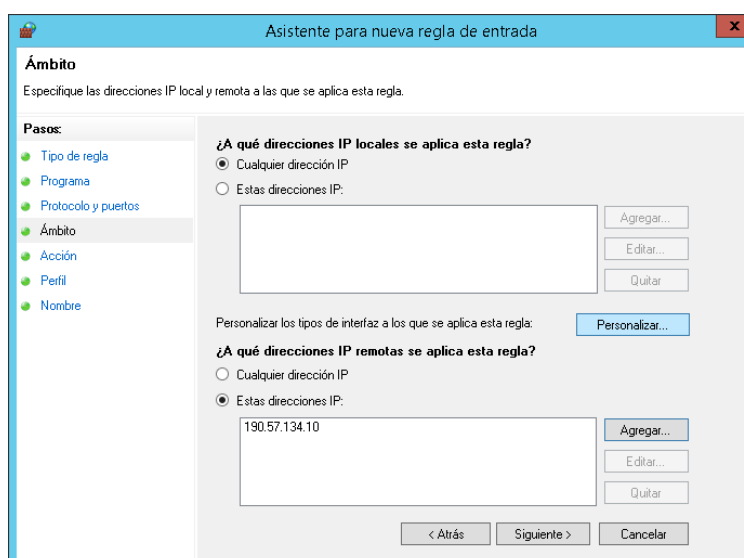 Asistente para nueva regla de entrada
x
Ámbito
Especifique las direcciones IP local y remota a las que se aplica esta regla.
Pasos:
Tipo de regla
Programa
Protocolo y puertos
Ámbito
Acción
Perfil
Nombre
¿A qué direcciones IP locales se aplica esta regla?
Cualquier dirección IP
Estas direcciones IP:
Agregar...
Editar...
Quitar
Personalizar los tipos de interfaz a los que se aplica esta regla:
Personalizar...
¿A qué direcciones IP remotas se aplica esta regla?
Cualquier dirección IP
Estas direcciones IP:
190.57.134.10
Agregar...
Editar...
Quitar
< Atrás
Siguiente >
Cancelar